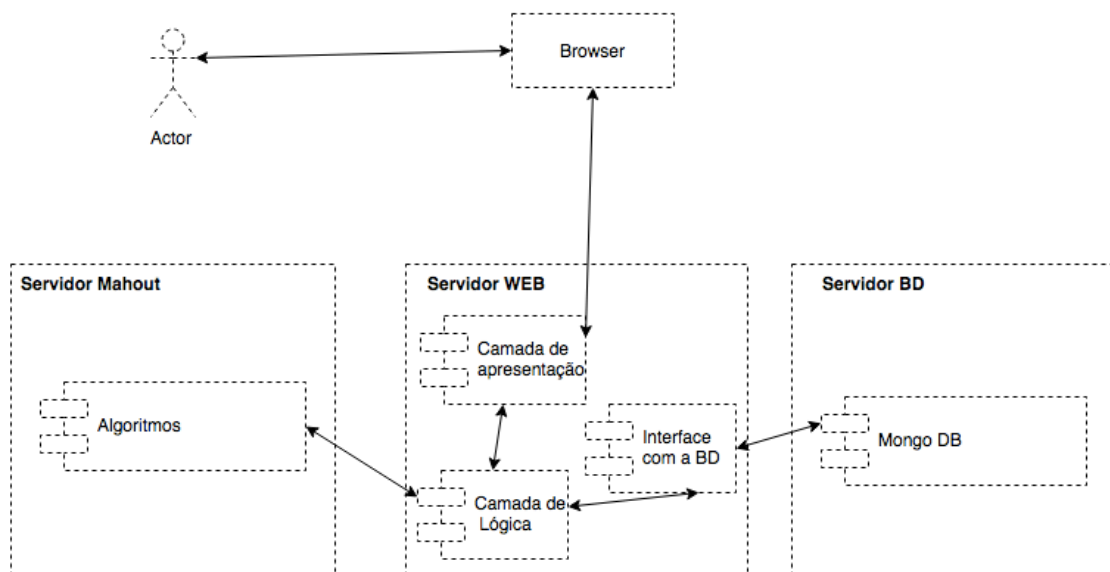 Browser
Actor
Servidor Mahout
Servidor WEB
Servidor BD
Camada de
apresentação
Algoritmos
Interface
com a BD
Mongo DB
Camada de
Lógica